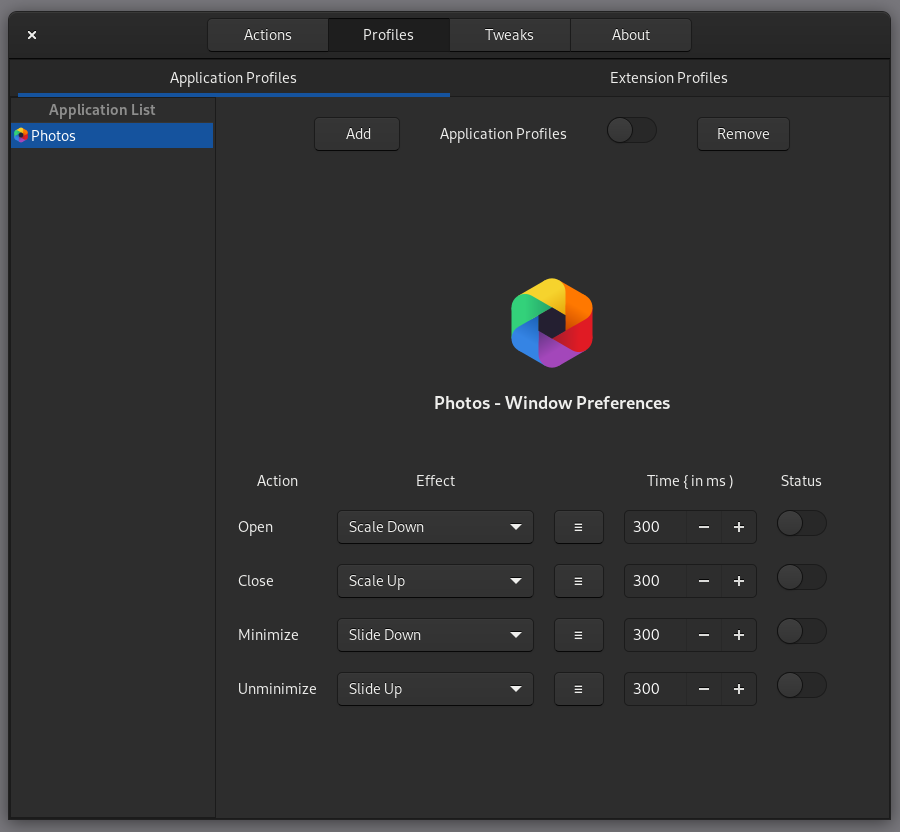 Actions Profiles Tweaks About
Application Profiles Extension Profiles
Application List
Photos
Add Application Profiles Remove
Photos - Window Preferences
Action Effect Time { in ms ) Status
Open Scale Down 300
Close Scale Up 300
Minimize Slide Down 300
Unminimize Slide Up 300